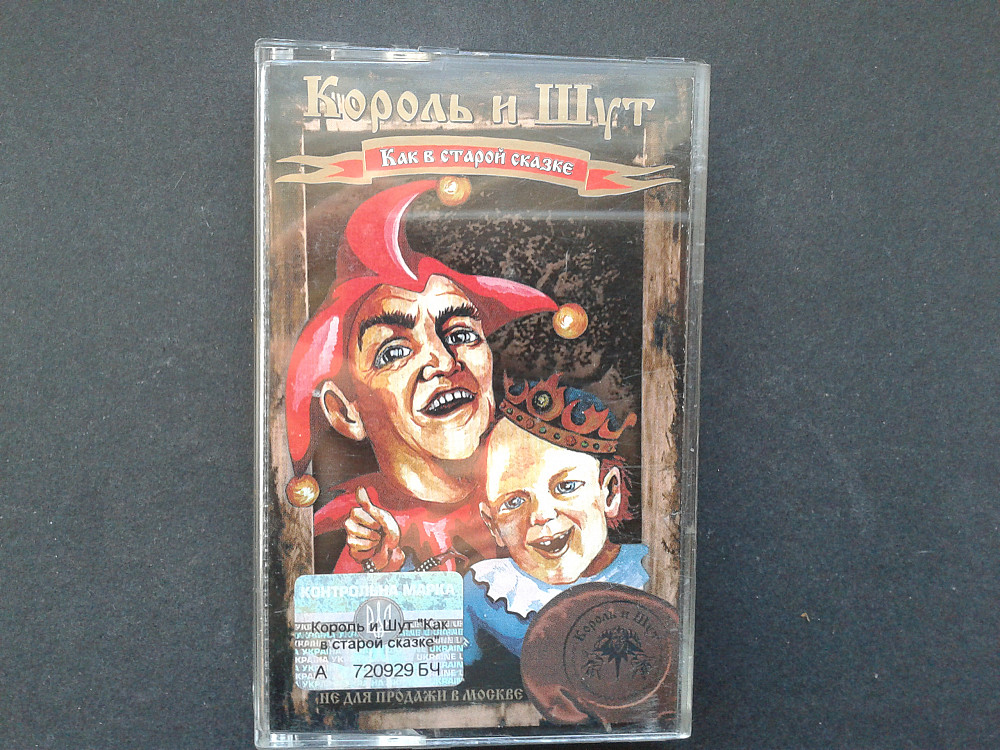 Король и Шут
Как в старой сказке
КОНТРОЛЬНА МАРКА
Король и Шут "Как
в старой сказке"
А 720929 БЧ
НЕ ДЛЯ ПРОДАЖИ В МОСКВЕ
Король и Шут